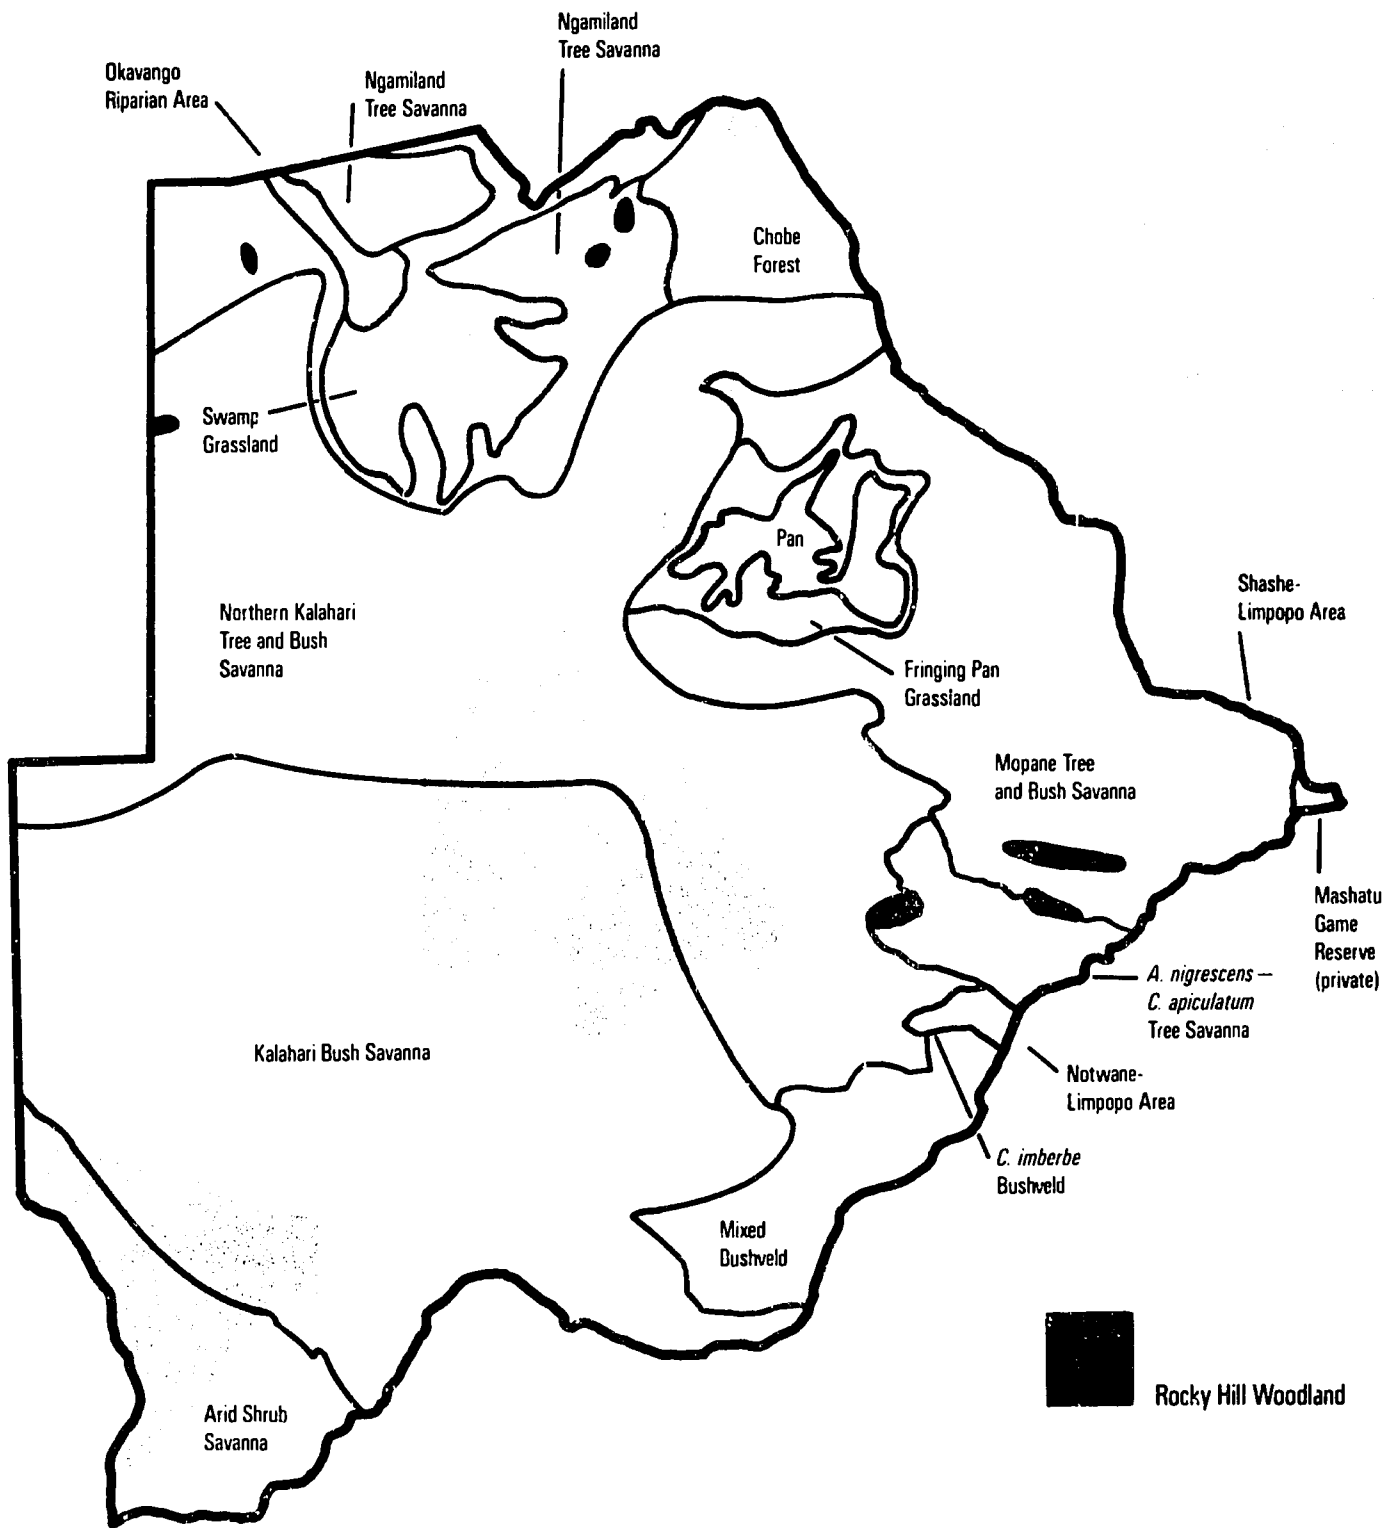 Ngamiland
Tree Savanna
Okavango
Riparian Area
Ngamiland
Tree Savanna
Chobe
Forest
Swamp
Grassland
Pan
Shashe-
Limpopo Area
Northern Kalahari
Tree and Bush
Savanna
Fringing Pan
Grassland
Mopane Tree
and Bush Savanna
Mashatu
Game
Reserve
(private)
A. nigrescens –
C. apiculatum
Tree Savanna
Kalahari Bush Savanna
Notwane-
Limpopo Area
C. imberbe
Bushveld
Mixed
Bushveld
Rocky Hill Woodland
Arid Shrub
Savanna